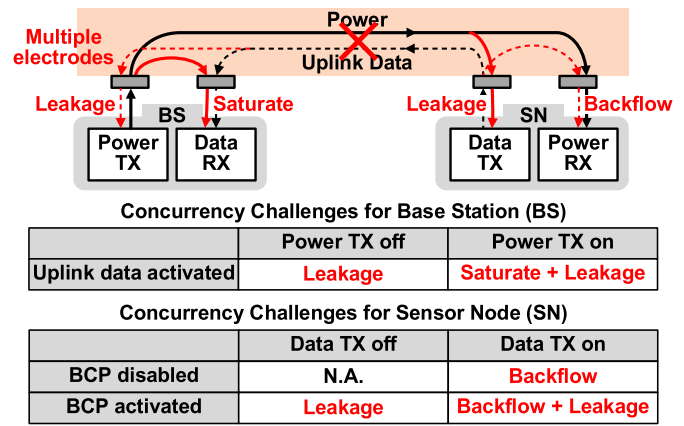 Power
Multiple
electrodes
Uplink Data
Leakage
BS
Saturate
Leakage
SN
Backflow
Power
TX
Data
RX
Data
TX
Power
RX
Concurrency Challenges for Base Station (BS)
Power TX off Power TX on
Uplink data activated Leakage Saturate + Leakage
Concurrency Challenges for Sensor Node (SN)
Data TX off Data TX on
BCP disabled N.A. Backflow
BCP activated Leakage Backflow + Leakage